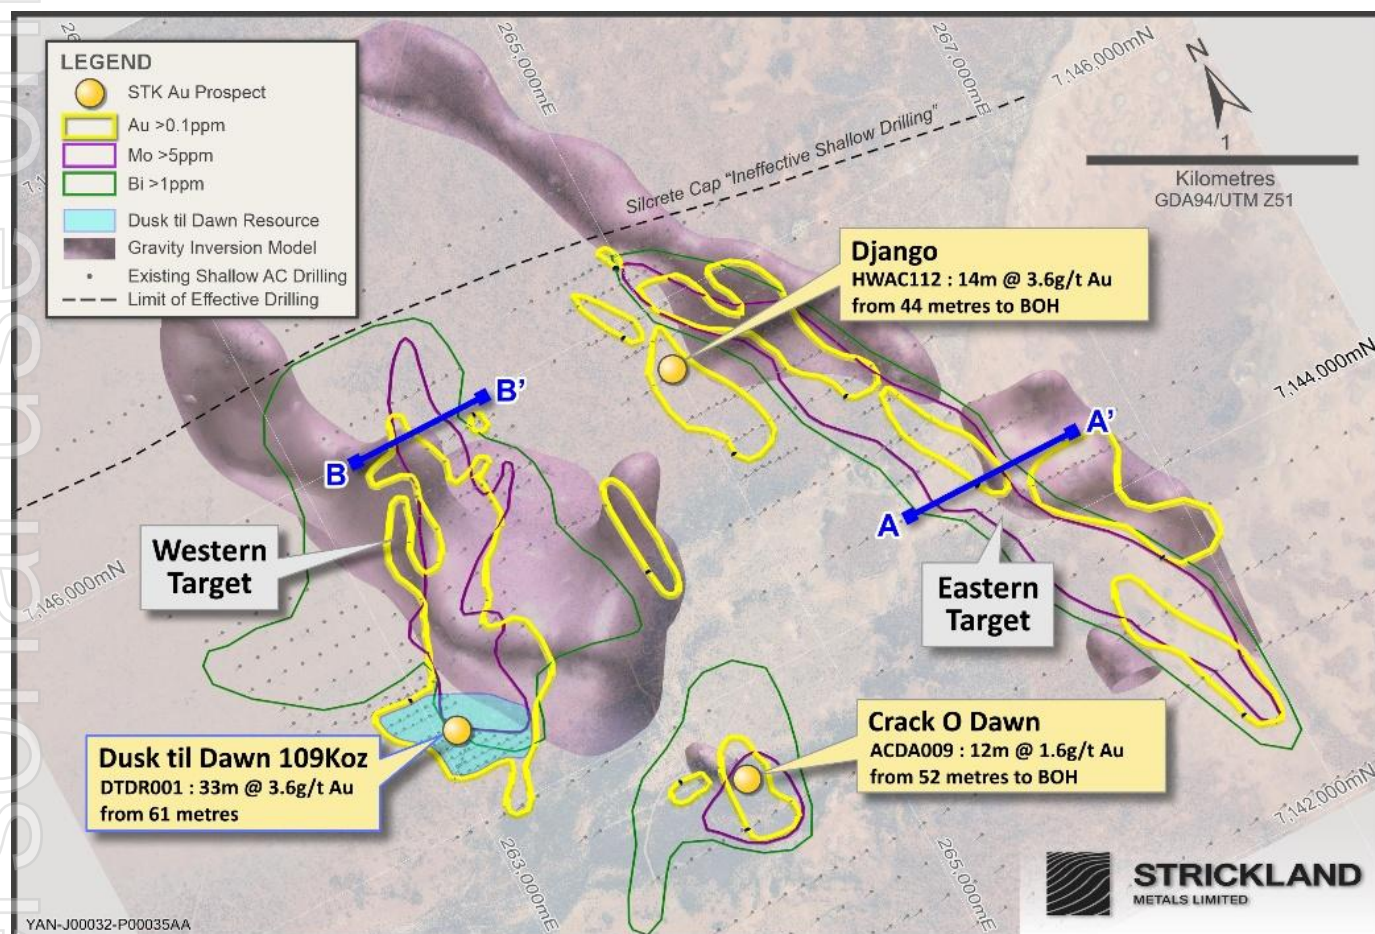 LEGEND
STK Au Prospect
Au >0.1ppm
Mo >5ppm
Bi >1ppm
Dusk til Dawn Resource
Gravity Inversion Model
Existing Shallow AC Drilling
Limit of Effective Drilling
265,000mE
267,000mE
7,146,000mN
N
1
Kilometres
GDA94/UTM Z51
Silcrete Cap "Ineffective Shallow Drilling"
Django
HWAC112 : 14m @ 3.6g/t Au
from 44 metres to BOH
7,144,000mN
B'
B
A'
A
Western
Target
7,146,000mN
Eastern
Target
Dusk til Dawn 109Koz
DTDR001 : 33m @ 3.6g/t Au
from 61 metres
Crack O Dawn
ACDA009 : 12m @ 1.6g/t Au
from 52 metres to BOH
7,142,000mN
263,000mE
265,000mE
STRICKLAND
METALS LIMITED
YAN-J00032-P00035AA